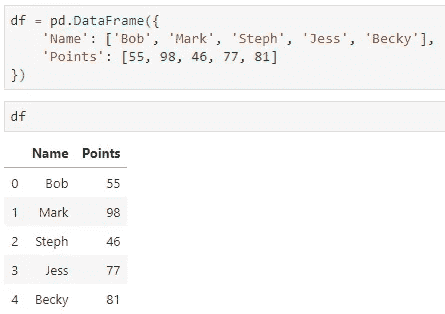 df = pd.DataFrame({
    'Name': ['Bob', 'Mark', 'Steph', 'Jess', 'Becky'],
    'Points': [55, 98, 46, 77, 81]
})
df
Name Points
0 Bob 55
1 Mark 98
2 Steph 46
3 Jess 77
4 Becky 81